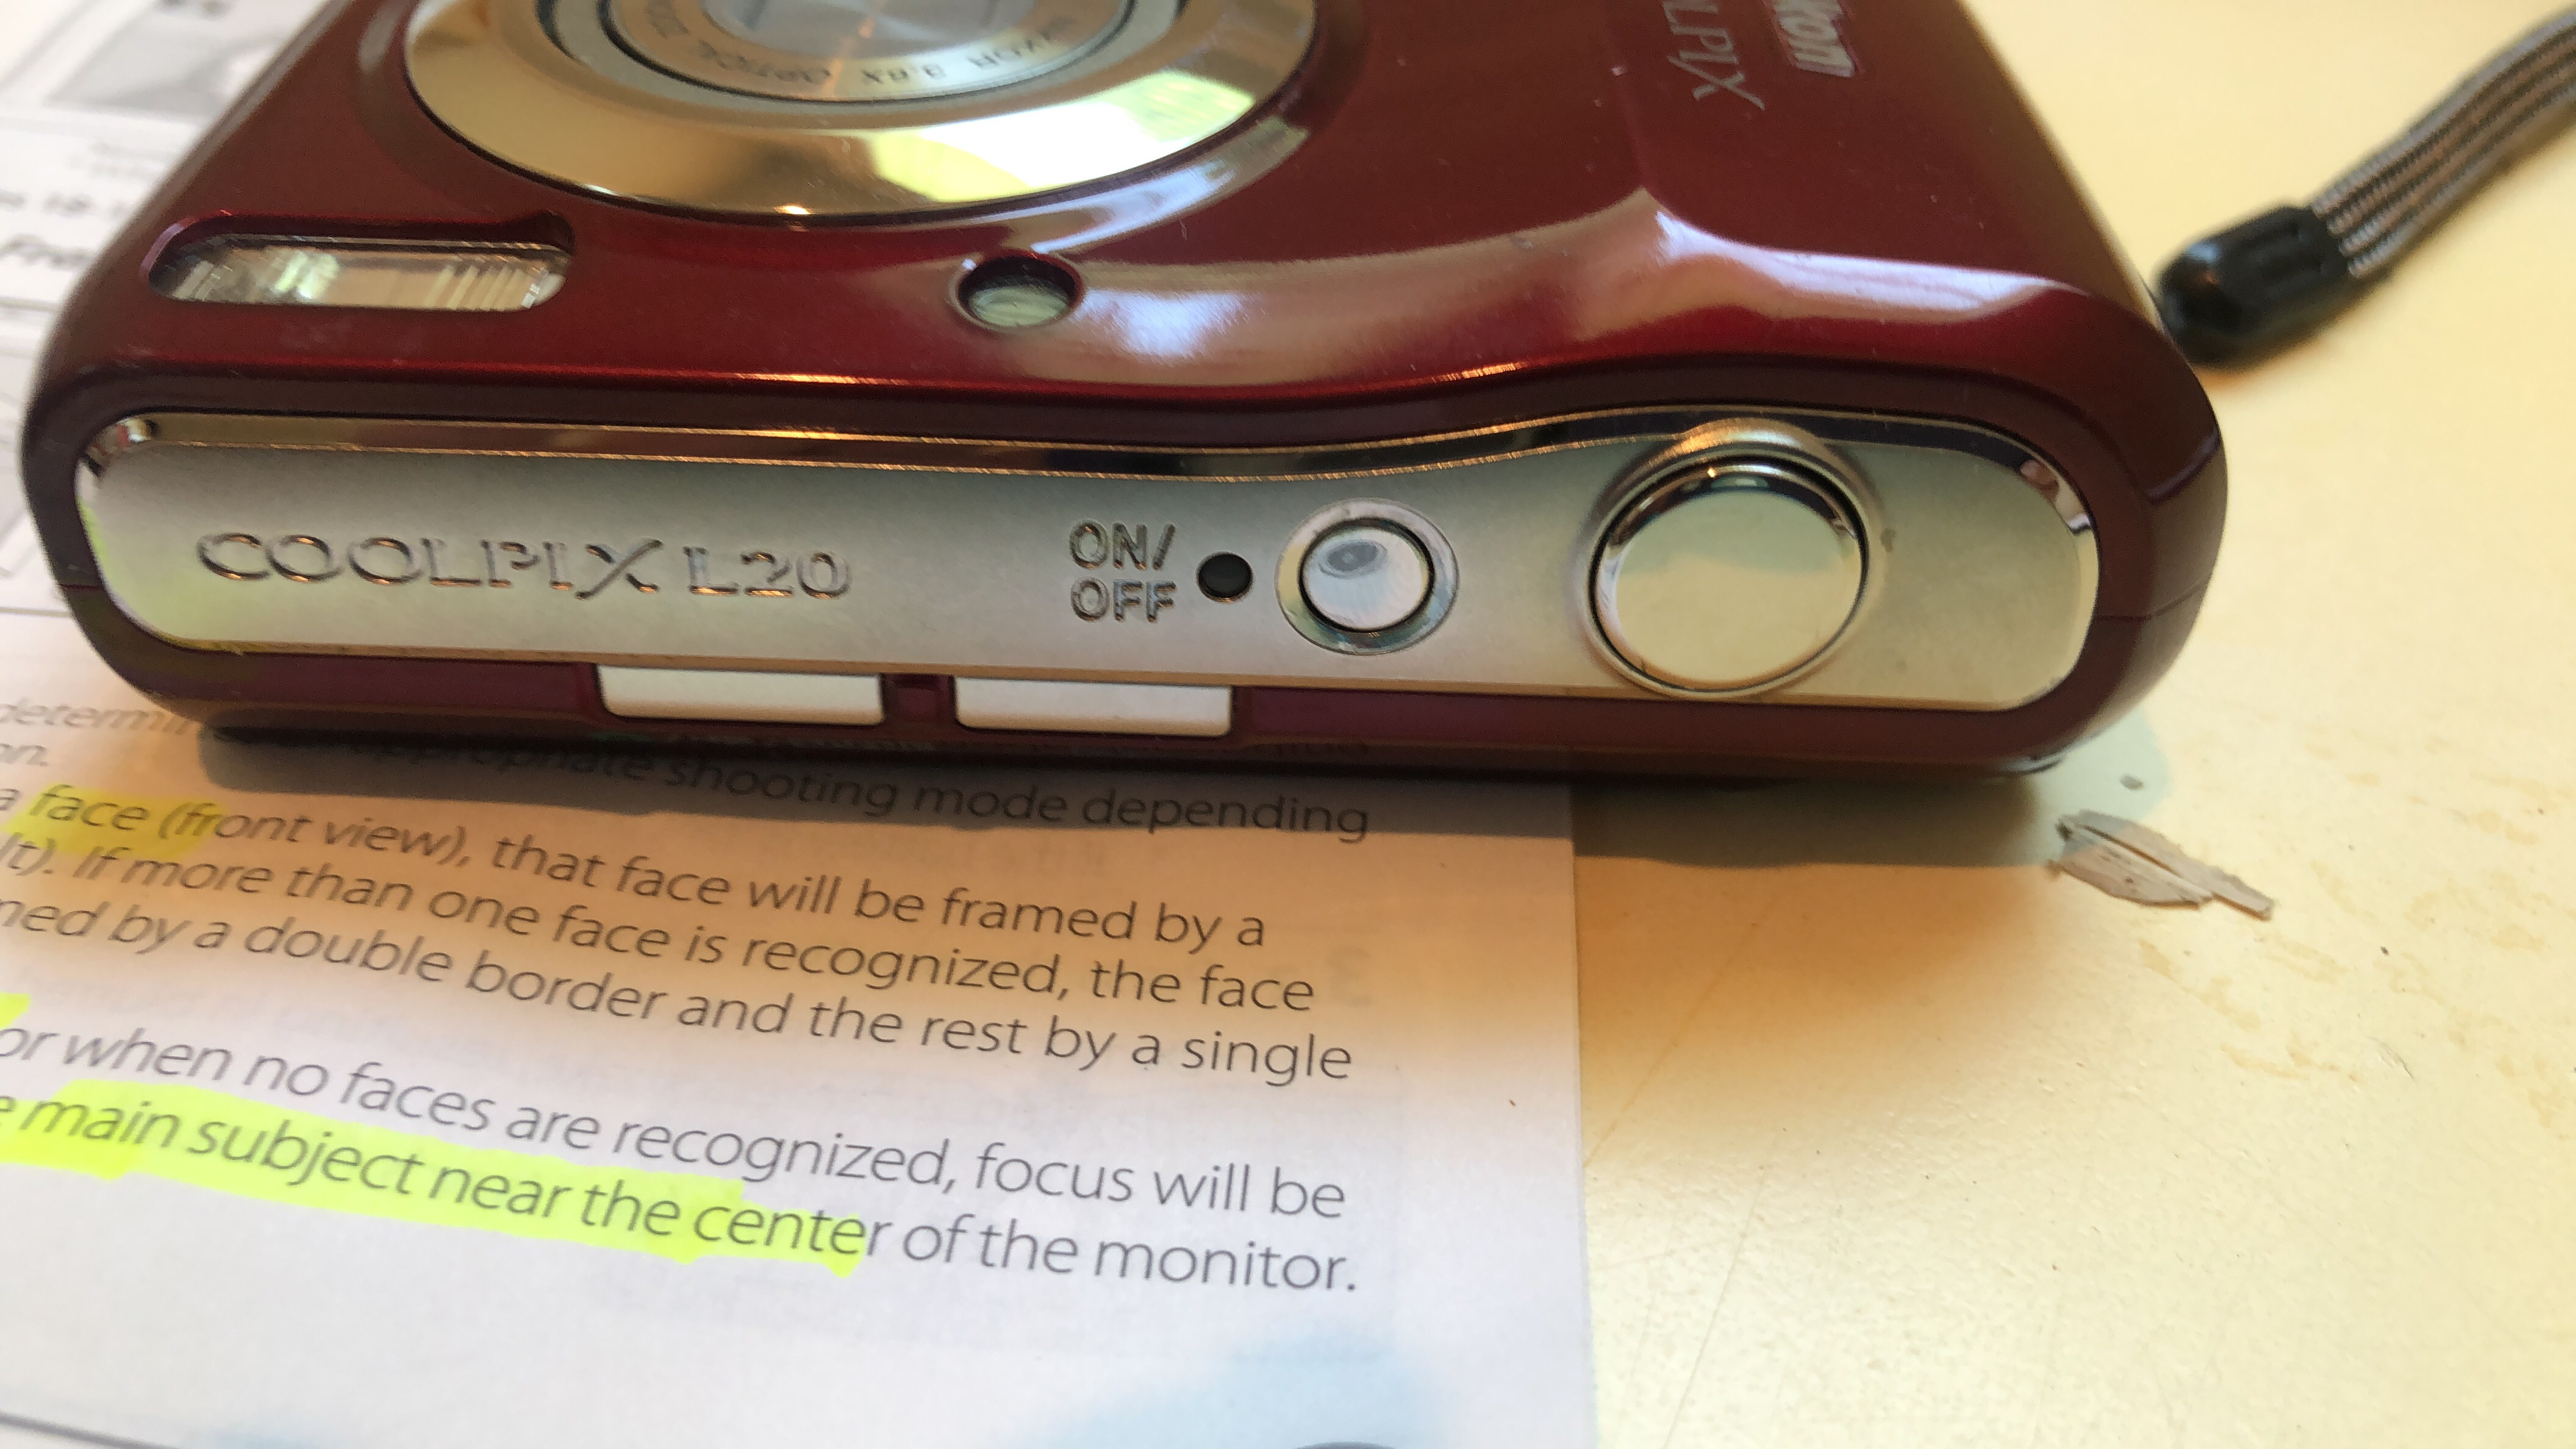 Nikon
COOLPIX
3.6X OPTICAL ZOOM
COOLPIX L20
ON/
OFF
appropriate shooting mode depending
on.
a face (front view), that face will be framed by a
lt). If more than one face is recognized, the face
ned by a double border and the rest by a single
or when no faces are recognized, focus will be
e main subject near the center of the monitor.